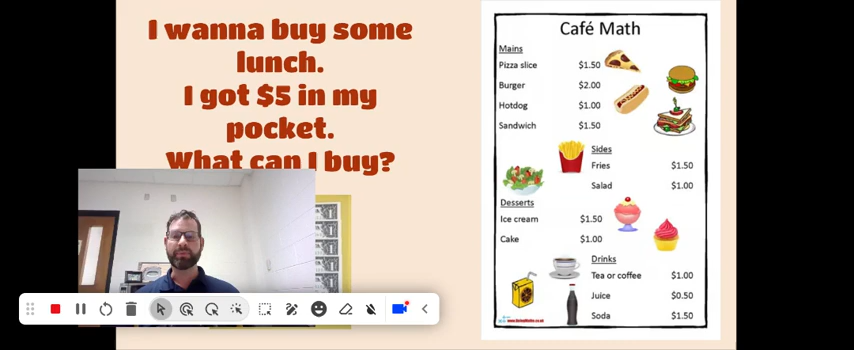 I wanna buy some
lunch.
I got $5 in my
pocket.
What can I buy?
Café Math
Mains
Pizza slice $1.50
Burger $2.00
Hotdog $1.00
Sandwich $1.50
Sides
Fries $1.50
Salad $1.00
Desserts
Ice cream $1.50
Cake $1.00
Drinks
Tea or coffee $1.00
Juice $0.50
Soda $1.50